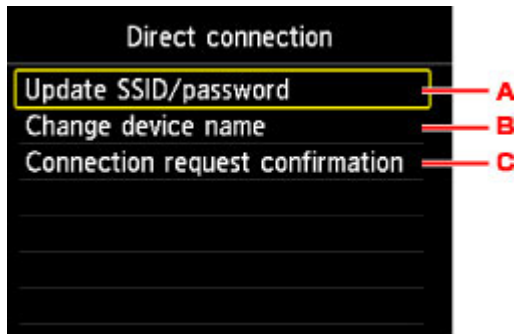 Direct connection
Update SSID/password A
Change device name B
Connection request confirmation C